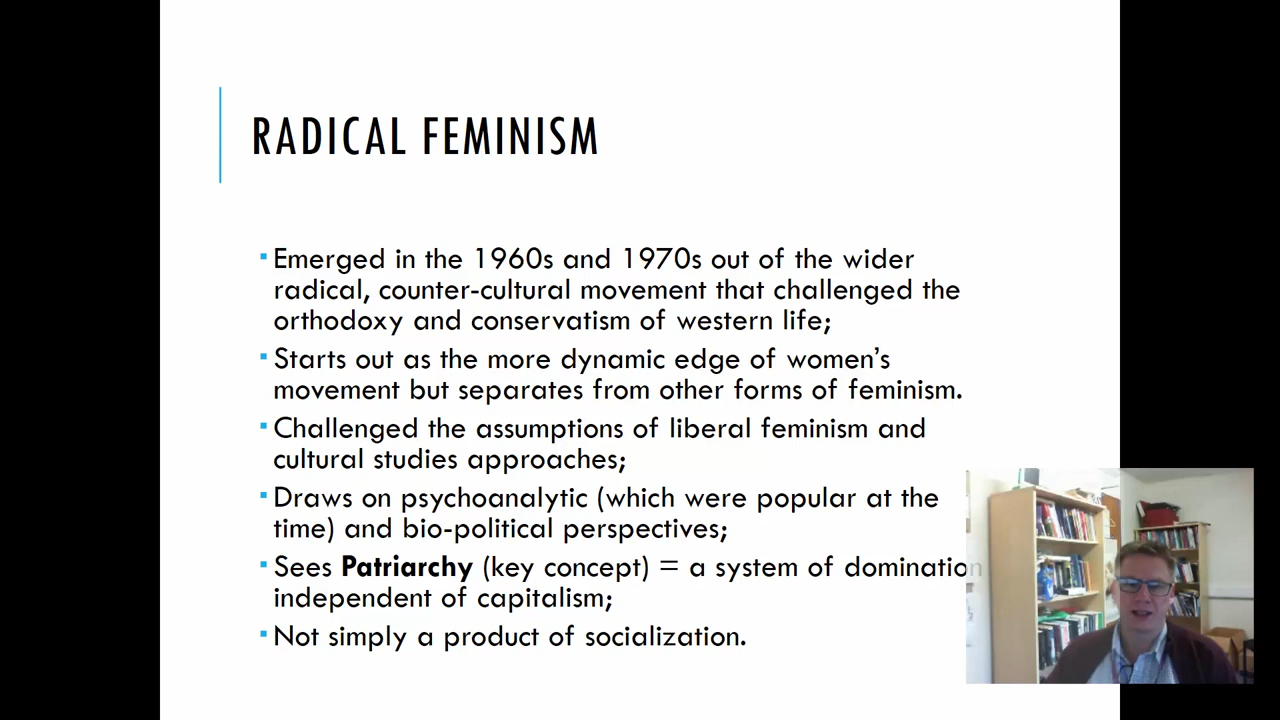 RADICAL FEMINISM
▪Emerged in the 1960s and 1970s out of the wider
radical, counter-cultural movement that challenged the
orthodoxy and conservatism of western life;
▪Starts out as the more dynamic edge of women’s
movement but separates from other forms of feminism.
▪Challenged the assumptions of liberal feminism and
cultural studies approaches;
▪Draws on psychoanalytic (which were popular at the
time) and bio-political perspectives;
▪Sees Patriarchy (key concept) = a system of domination
independent of capitalism;
▪Not simply a product of socialization.